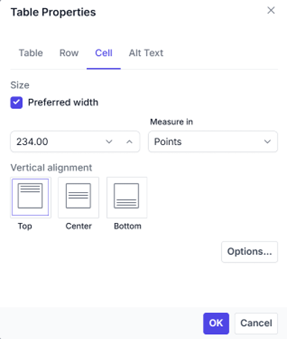 Table Properties
Table Row Cell Alt Text
Size
Preferred width
Measure in
234.00 Points
Vertical alignment
Top Center Bottom
Options...
OK Cancel